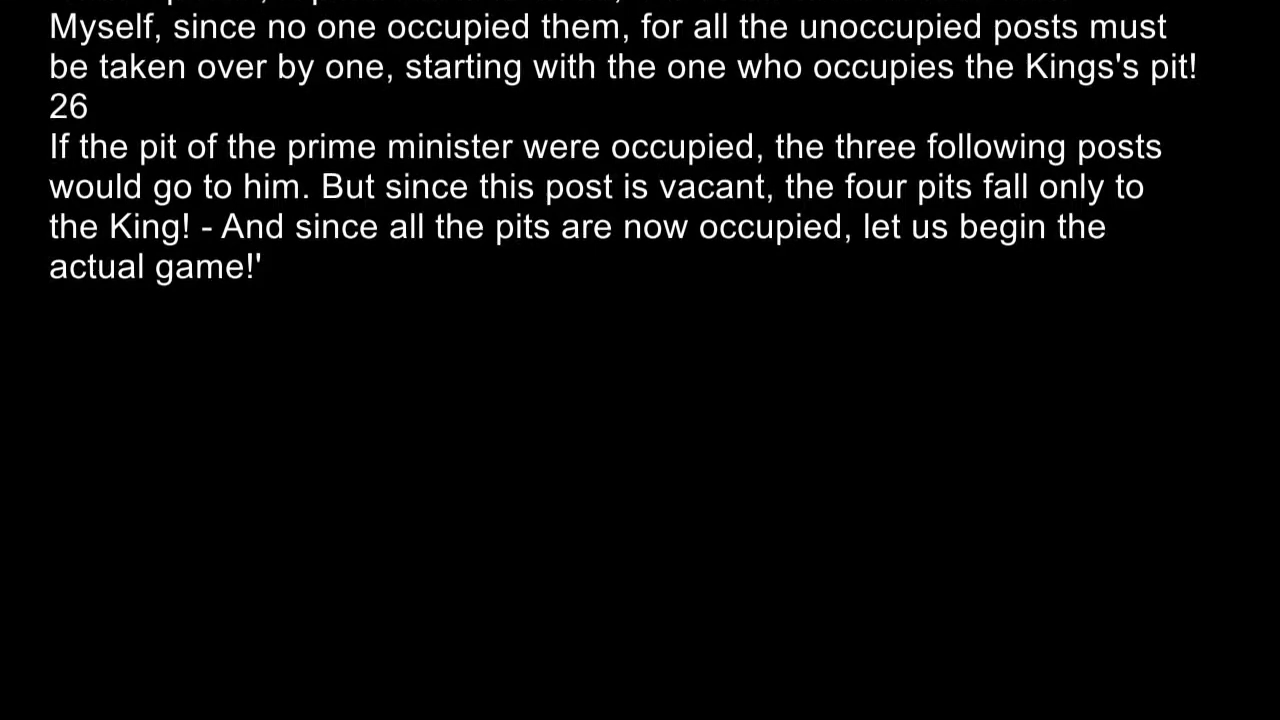 Myself, since no one occupied them, for all the unoccupied posts must
be taken over by one, starting with the one who occupies the Kings's pit!
26
If the pit of the prime minister were occupied, the three following posts
would go to him. But since this post is vacant, the four pits fall only to
the King! - And since all the pits are now occupied, let us begin the
actual game!'